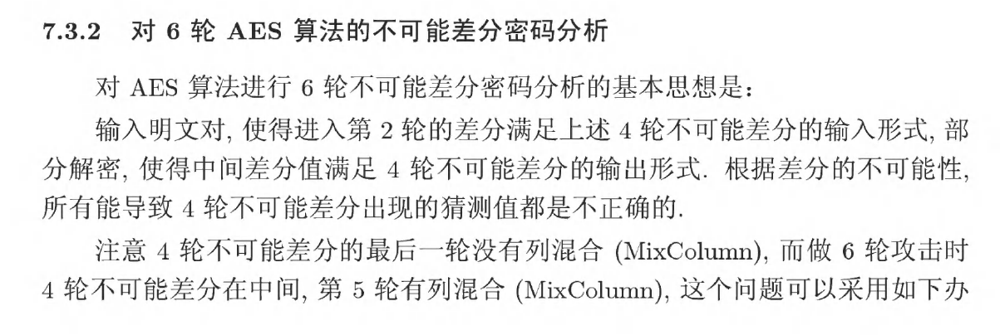 7.3.2 对 6 轮 AES 算法的不可能差分密码分析
对 AES 算法进行 6 轮不可能差分密码分析的基本思想是:
输入明文对, 使得进入第 2 轮的差分满足上述 4 轮不可能差分的输入形式, 部
分解密, 使得中间差分值满足 4 轮不可能差分的输出形式. 根据差分的不可能性,
所有能导致 4 轮不可能差分出现的猜测值都是不正确的.
注意 4 轮不可能差分的最后一轮没有列混合 (MixColumn), 而做 6 轮攻击时
4 轮不可能差分在中间, 第 5 轮有列混合 (MixColumn), 这个问题可以采用如下办